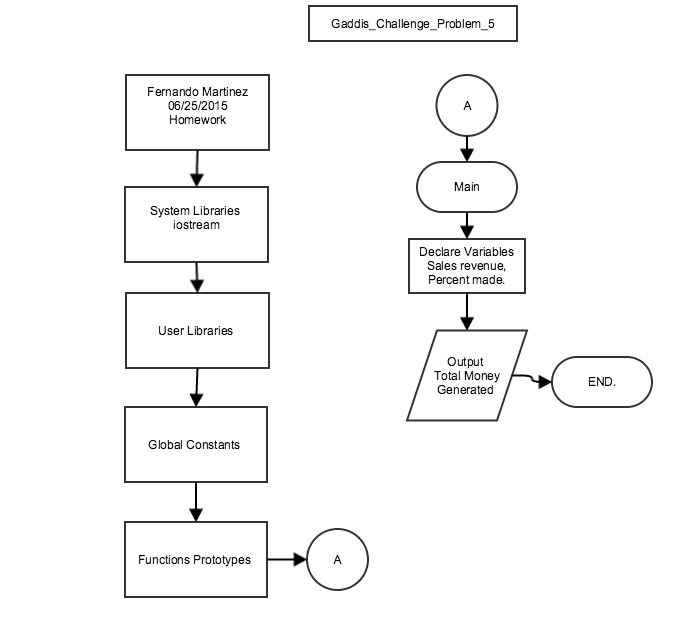 Gaddis_Challenge_Problem_5
Fernando Martinez
06/25/2015
Homework
System Libraries
iostream
User Libraries
Global Constants
Functions Prototypes
A
A
Main
Declare Variables
Sales revenue,
Percent made.
Output
Total Money
Generated
END.